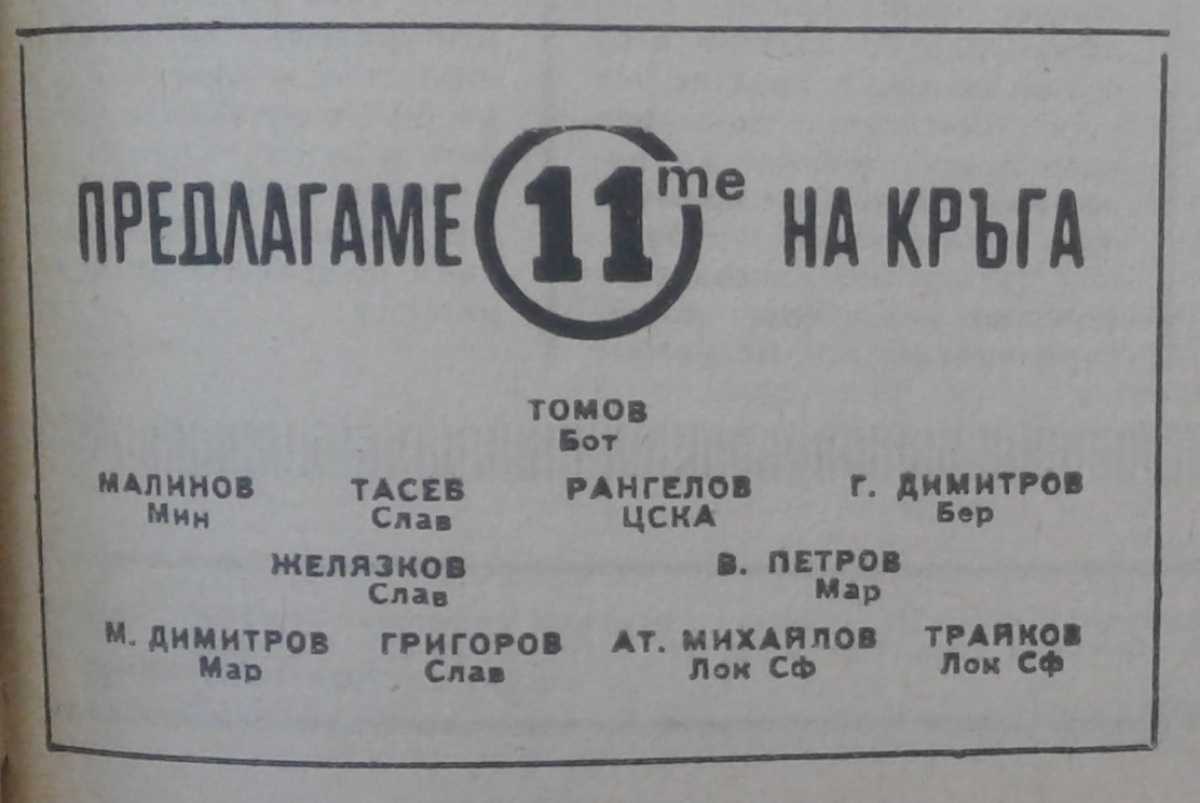 ПРЕДЛАГАМЕ 11те НА КРЪГА
ТОМОВ
Бот
МАЛИНОВ ТАСЕВ РАНГЕЛОВ Г. ДИМИТРОВ
Мин Слав ЦСКА Бер
ЖЕЛЯЗКОВ В. ПЕТРОВ
Слав Мар
М. ДИМИТРОВ ГРИГОРОВ АТ. МИХАЙЛОВ ТРАЙКОВ
Мар Слав Лок Сф Лок Сф